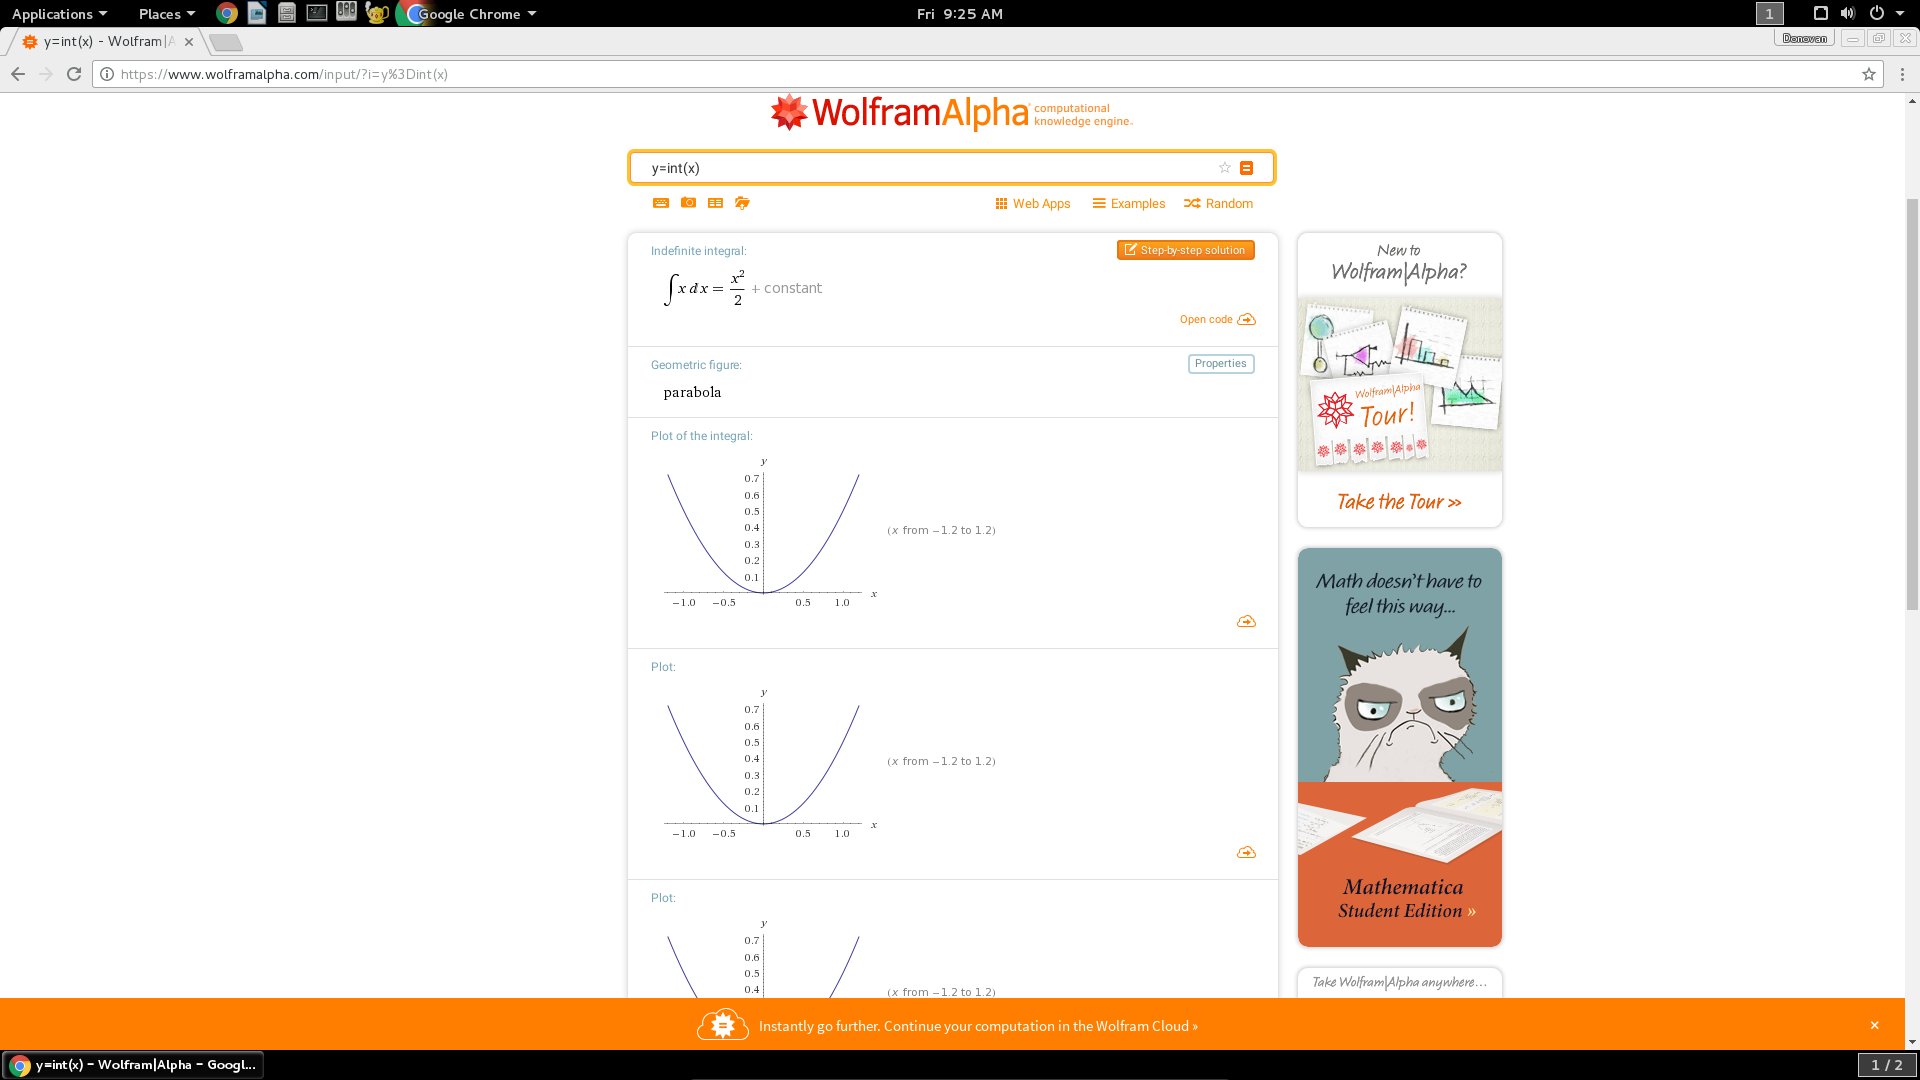 Applications Places Google Chrome Fri 9:25 AM 1
y=int(x) - Wolfram|A Donovan
https://www.wolframalpha.com/input/?i=y%3Dint(x)
WolframAlpha computational
knowledge engine
y=int(x)
Web Apps Examples Random
Indefinite integral: Step-by-step solution
∫ x dx = x²/2 + constant
Open code
Geometric figure: Properties
parabola
Plot of the integral:
y
0.7
0.6
0.5
0.4
0.3
0.2
0.1
−1.0 −0.5 0.5 1.0 x
(x from −1.2 to 1.2)
Plot:
y
0.7
0.6
0.5
0.4
0.3
0.2
0.1
−1.0 −0.5 0.5 1.0 x
(x from −1.2 to 1.2)
Plot:
y
0.7
0.6
0.5
0.4
(x from −1.2 to 1.2)
New to
Wolfram|Alpha?
Wolfram|Alpha
Tour!
Take the Tour >>
Math doesn't have to
feel this way...
Mathematica
Student Edition »
Take Wolfram|Alpha anywhere...
Instantly go further. Continue your computation in the Wolfram Cloud » ×
y=int(x) - Wolfram|Alpha - Googl... 1 / 2